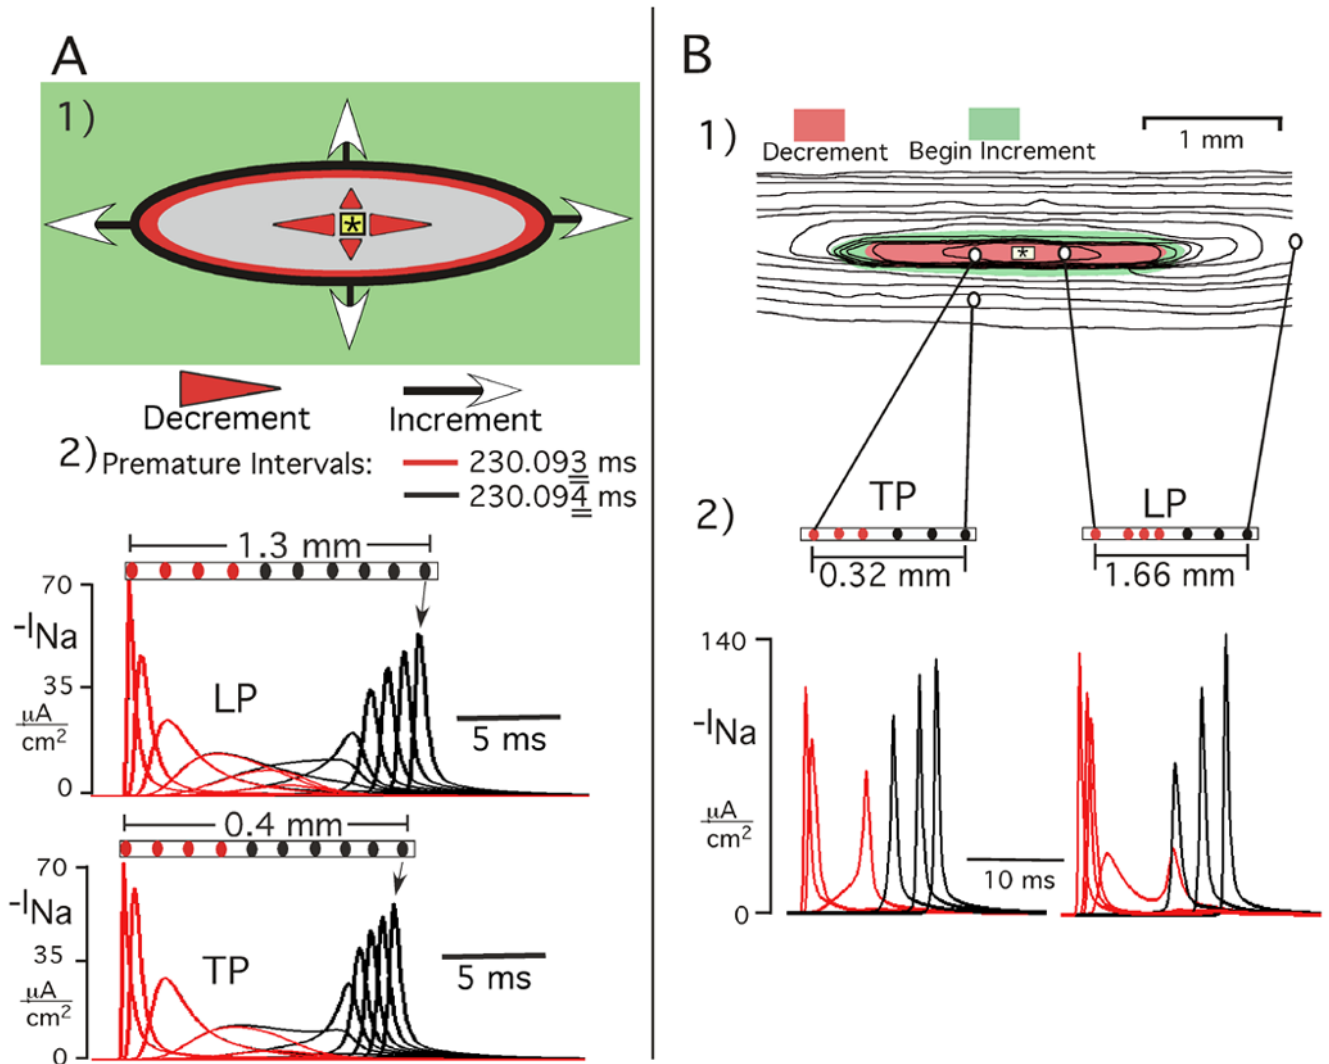 A
1)
*
Decrement
Increment
2) Premature Intervals:
230.093 ms
230.094 ms
1.3 mm
70
-INa
35
µA
cm2
0
LP
5 ms
0.4 mm
70
-INa
35
µA
cm2
0
TP
5 ms
B
1)
Decrement
Begin Increment
1 mm
*
2)
TP
LP
0.32 mm
1.66 mm
140
-INa
µA
cm2
0
10 ms